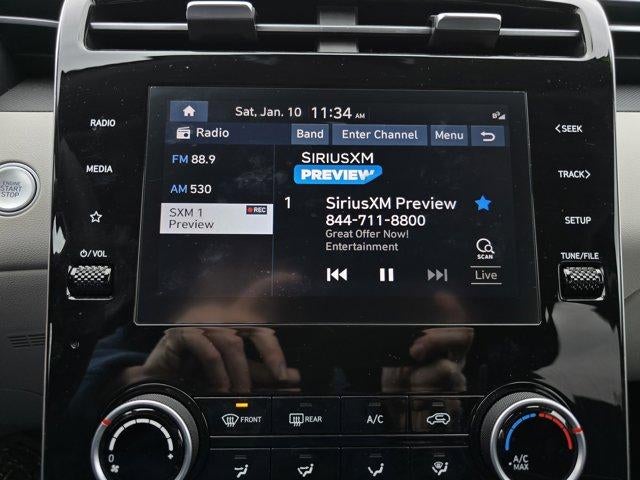 Sat, Jan. 10 11:34 AM
RADIO
Radio
Band
Enter Channel
Menu
< SEEK
FM 88.9
SIRIUSXM
PREVIEW
MEDIA
TRACK >
AM 530
ENGINE
START
STOP
SXM 1 REC
Preview
1
SiriusXM Preview
844-711-8800
Great Offer Now!
Entertainment
SETUP
SCAN
Live
⏻/VOL
TUNE/FILE
FRONT
REAR
A/C
0
+
A/C
MAX